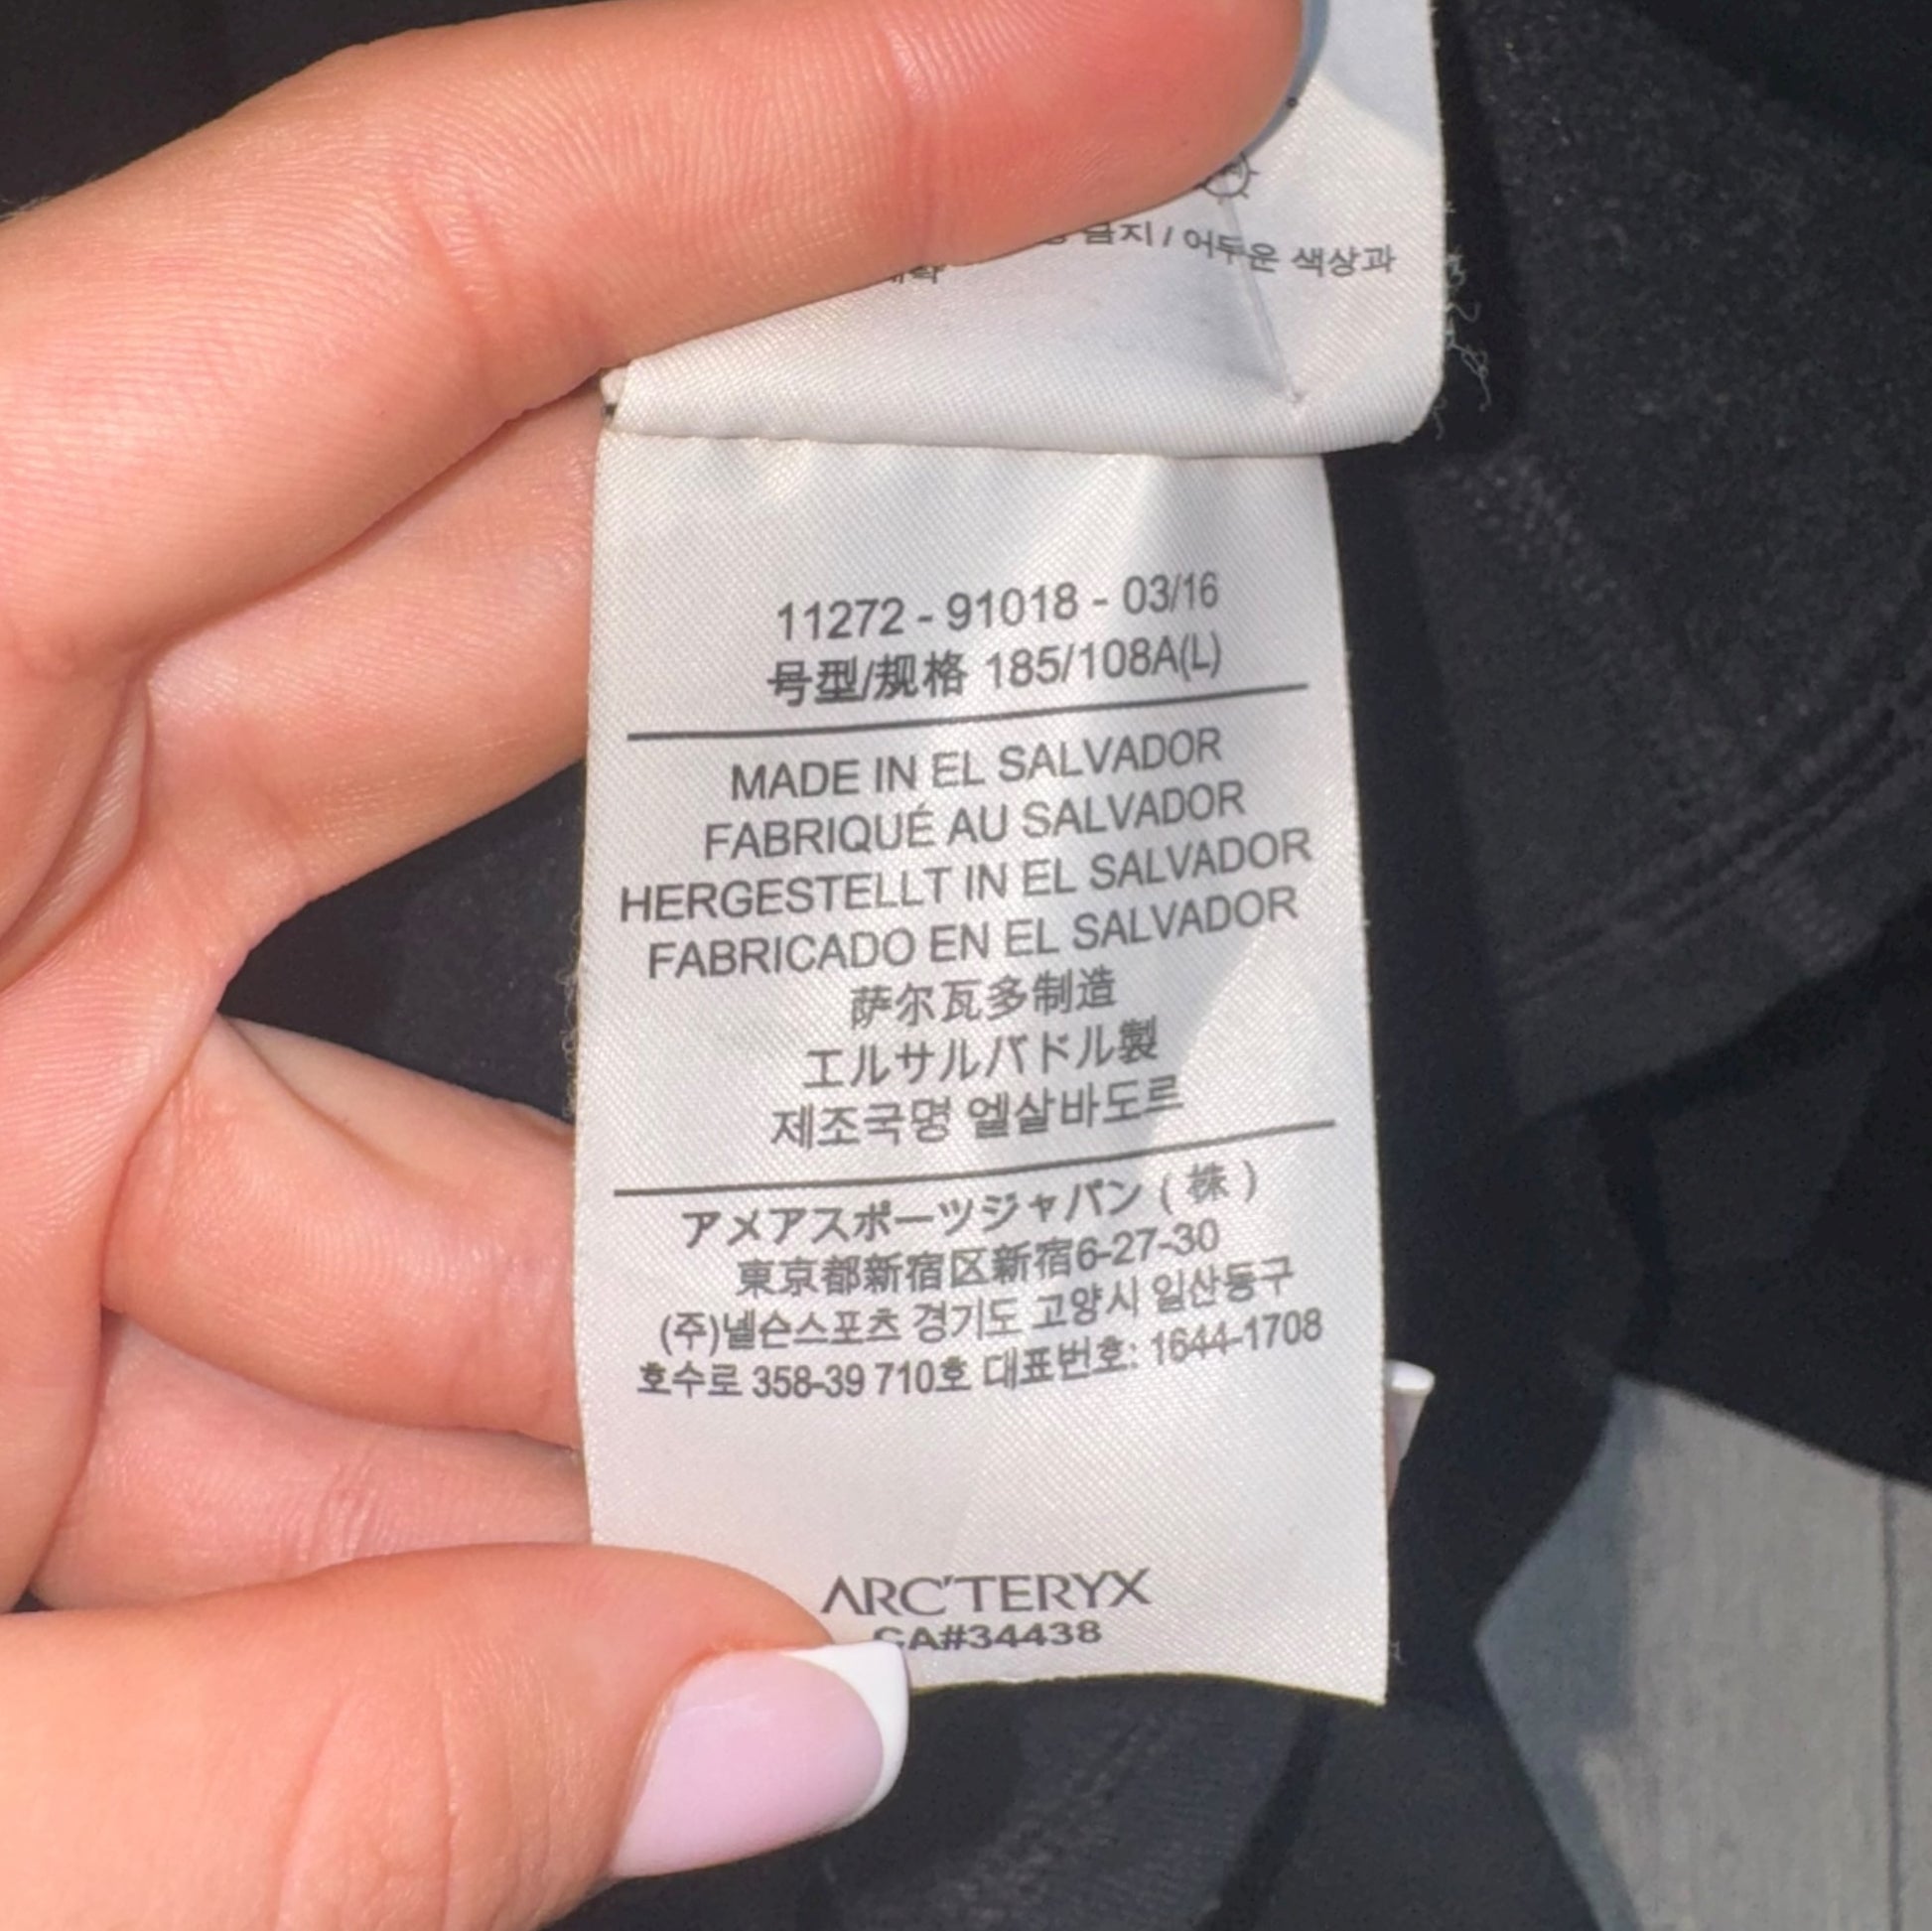 금지 / 어두운 색상과
11272 - 91018 - 03/16
号型/规格 185/108A(L)
MADE IN EL SALVADOR
FABRIQUÉ AU SALVADOR
HERGESTELLT IN EL SALVADOR
FABRICADO EN EL SALVADOR
萨尔瓦多制造
エルサルバドル製
제조국명 엘살바도르
アメアスポーツジャパン ( 株 )
東京都新宿区新宿6-27-30
(주)넬슨스포츠 경기도 고양시 일산동구
호수로 358-39 710호 대표번호: 1644-1708
ARC'TERYX
CA#34438